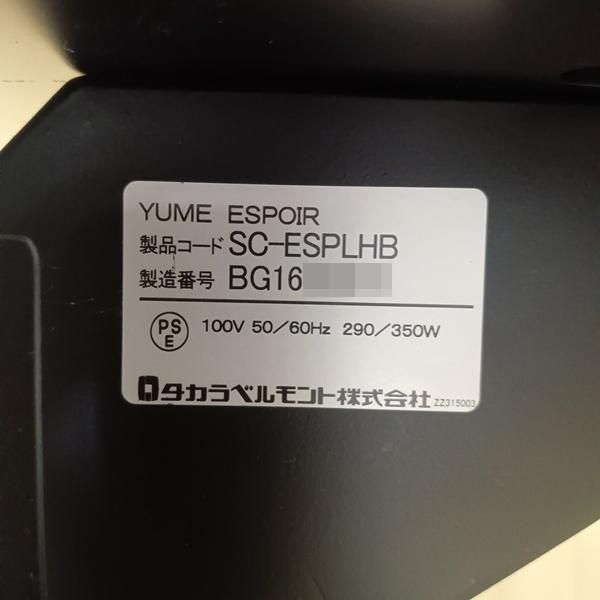 YUME ESPOIR
製品コード SC-ESPLHB
製造番号 BG16
PS
E
100V 50/60Hz 290/350W
タカラベルモント株式会社 ZZ315003